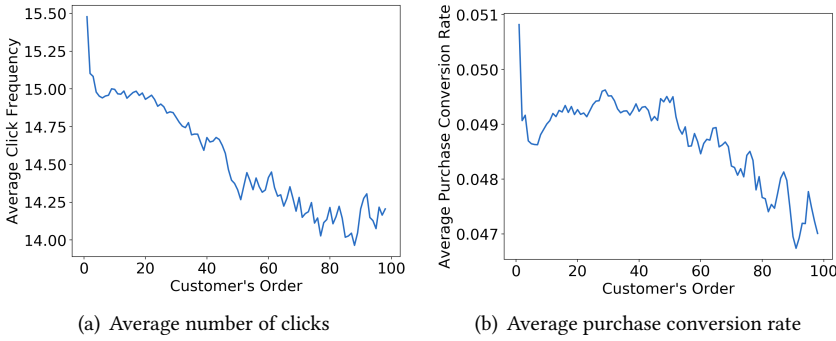 15.50
15.25
15.00
14.75
14.50
14.25
14.00
Average Click Frequency
0 20 40 60 80 100
Customer's Order
(a) Average number of clicks
0.051
0.050
0.049
0.048
0.047
Average Purchase Conversion Rate
0 20 40 60 80 100
Customer's Order
(b) Average purchase conversion rate